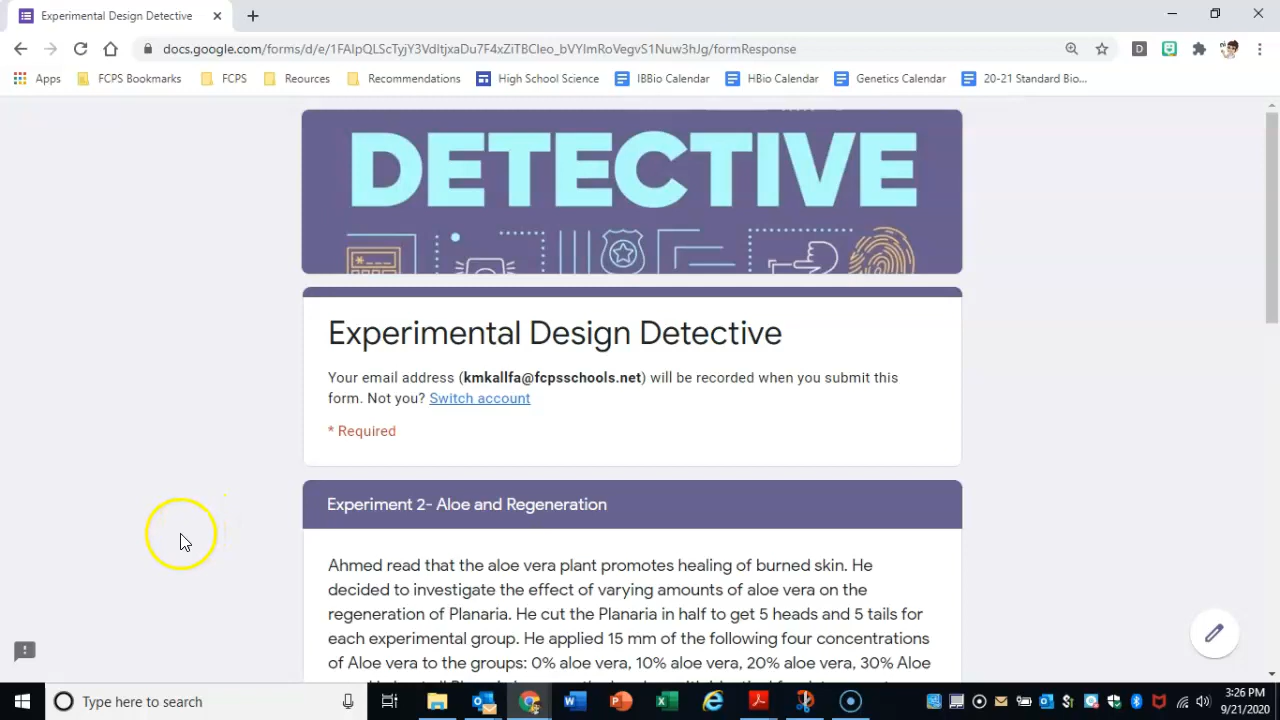 Experimental Design Detective
docs.google.com/forms/d/e/1FAIpQLScTyjY3VdltjxaDu7F4xZiTBCleo_bVYlmRoVegvS1Nuw3hJg/formResponse
Apps FCPS Bookmarks FCPS Reources Recommendations High School Science IBBio Calendar HBio Calendar Genetics Calendar 20-21 Standard Bio...
DETECTIVE
Experimental Design Detective
Your email address (kmkallfa@fcpsschools.net) will be recorded when you submit this
form. Not you? Switch account
* Required
Experiment 2- Aloe and Regeneration
Ahmed read that the aloe vera plant promotes healing of burned skin. He
decided to investigate the effect of varying amounts of aloe vera on the
regeneration of Planaria. He cut the Planaria in half to get 5 heads and 5 tails for
each experimental group. He applied 15 mm of the following four concentrations
of Aloe vera to the groups: 0% aloe vera, 10% aloe vera, 20% aloe vera, 30% Aloe
Type here to search
3:26 PM
9/21/2020